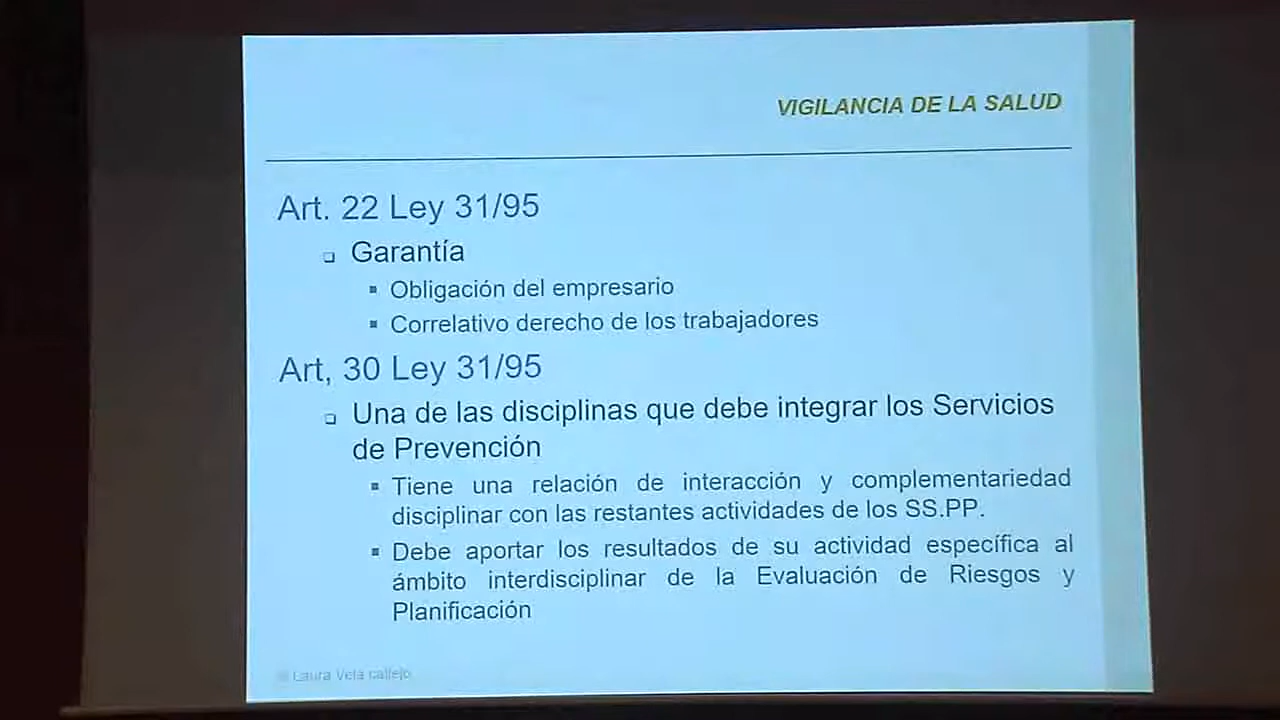 VIGILANCIA DE LA SALUD
Art. 22 Ley 31/95
Garantía
Obligación del empresario
Correlativo derecho de los trabajadores
Art, 30 Ley 31/95
Una de las disciplinas que debe integrar los Servicios
de Prevención
Tiene una relación de interacción y complementariedad
disciplinar con las restantes actividades de los SS.PP.
Debe aportar los resultados de su actividad específica al
ámbito interdisciplinar de la Evaluación de Riesgos y
Planificación
Laura Vela callejo